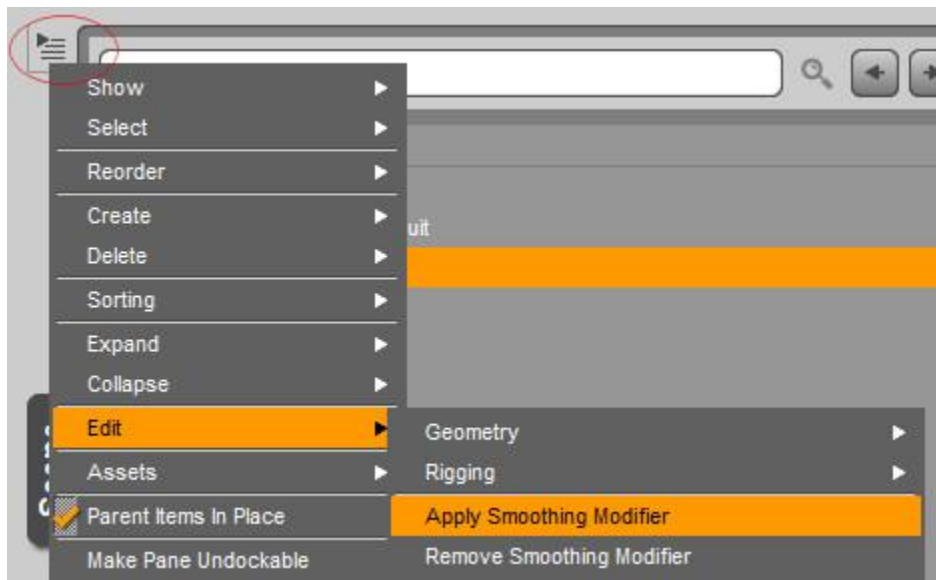 Show
Select
Reorder
Create
uit
Delete
Sorting
Expand
Collapse
Edit
Geometry
Assets
Rigging
Parent Items In Place
Apply Smoothing Modifier
Make Pane Undockable
Remove Smoothing Modifier